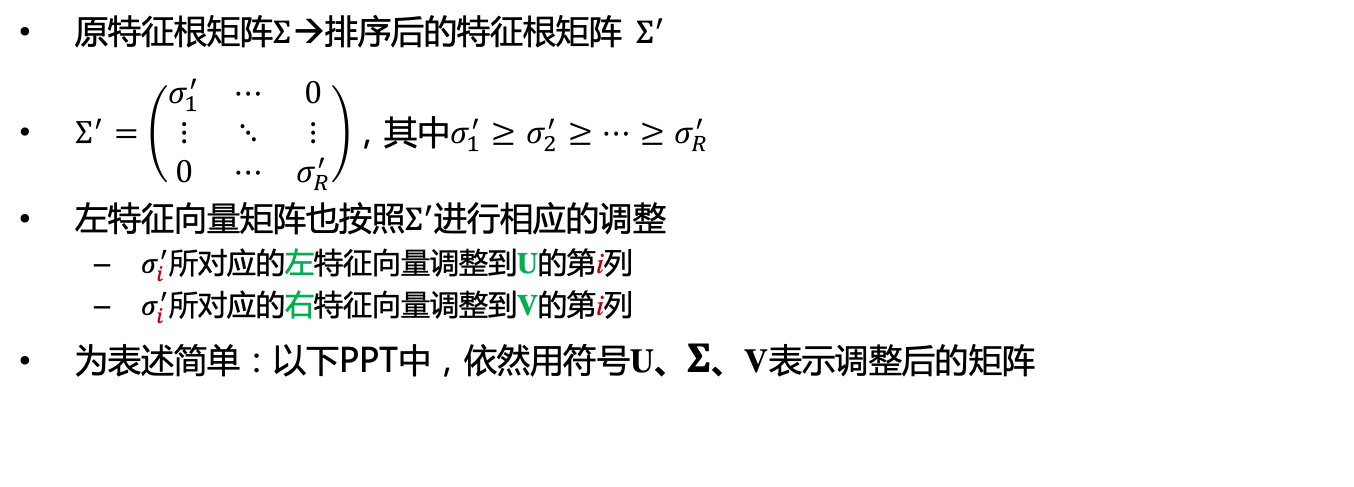 • 原特征根矩阵Σ→排序后的特征根矩阵 Σ′
• Σ′ = (σ′₁ ⋯ 0
⋮ ⋱ ⋮
0 ⋯ σ′_R) ，其中σ′₁ ≥ σ′₂ ≥ ⋯ ≥ σ′_R
• 左特征向量矩阵也按照Σ′进行相应的调整
– σ′ᵢ所对应的左特征向量调整到U的第i列
– σ′ᵢ所对应的右特征向量调整到V的第i列
• 为表述简单：以下PPT中，依然用符号U、Σ、V表示调整后的矩阵